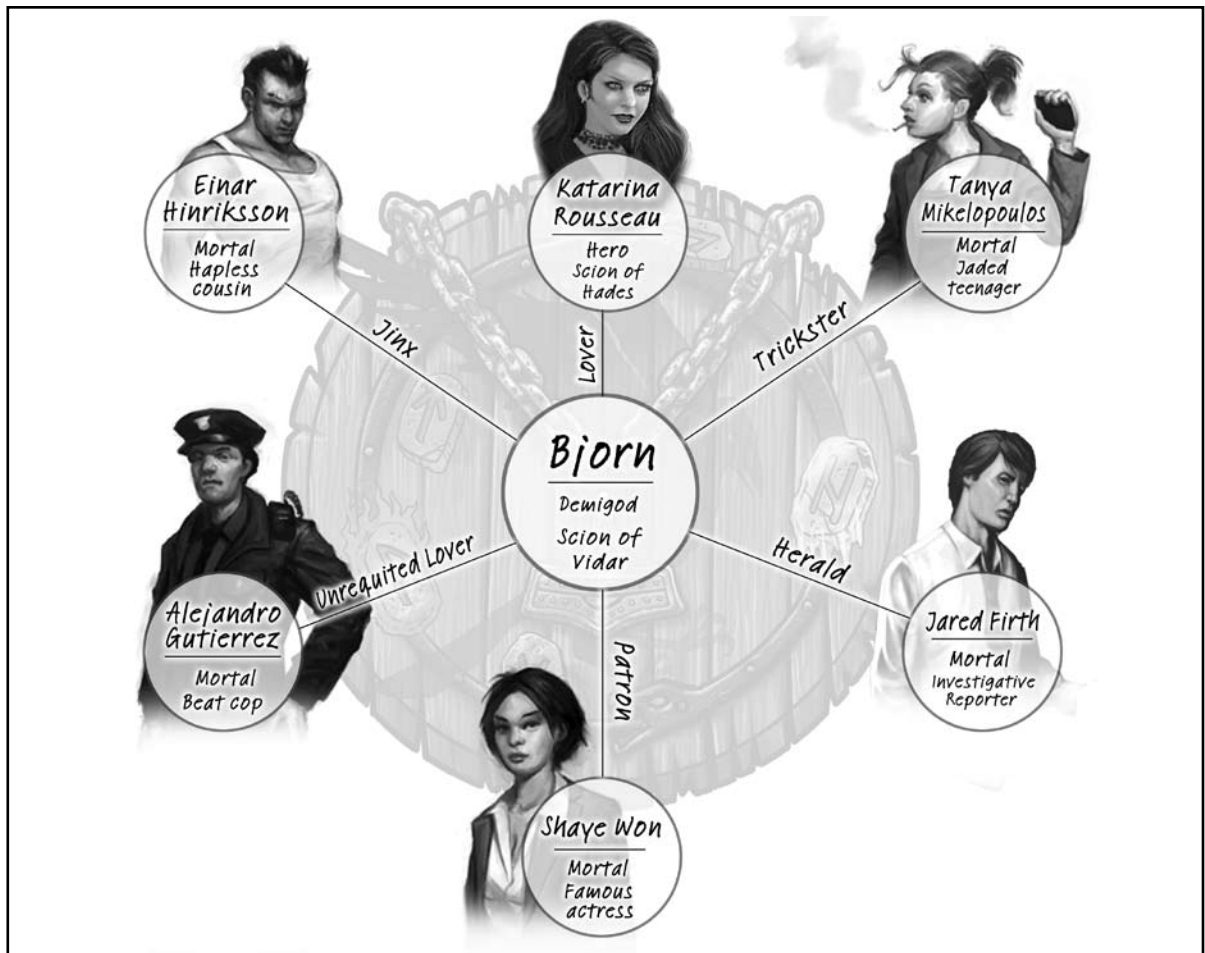 Einar
Hinriksson
Mortal
Hapless
cousin
Katarina
Rousseau
Hero
Scion of
Hades
Tanya
Mikelopoulos
Mortal
Jaded
teenager
Jinx
Lover
Trickster
Bjorn
Demigod
Scion of
Vidar
Unrequited Lover
Herald
Patron
Alejandro
Gutierrez
Mortal
Beat cop
Jared Firth
Mortal
Investigative
Reporter
Shaye Won
Mortal
Famous
actress